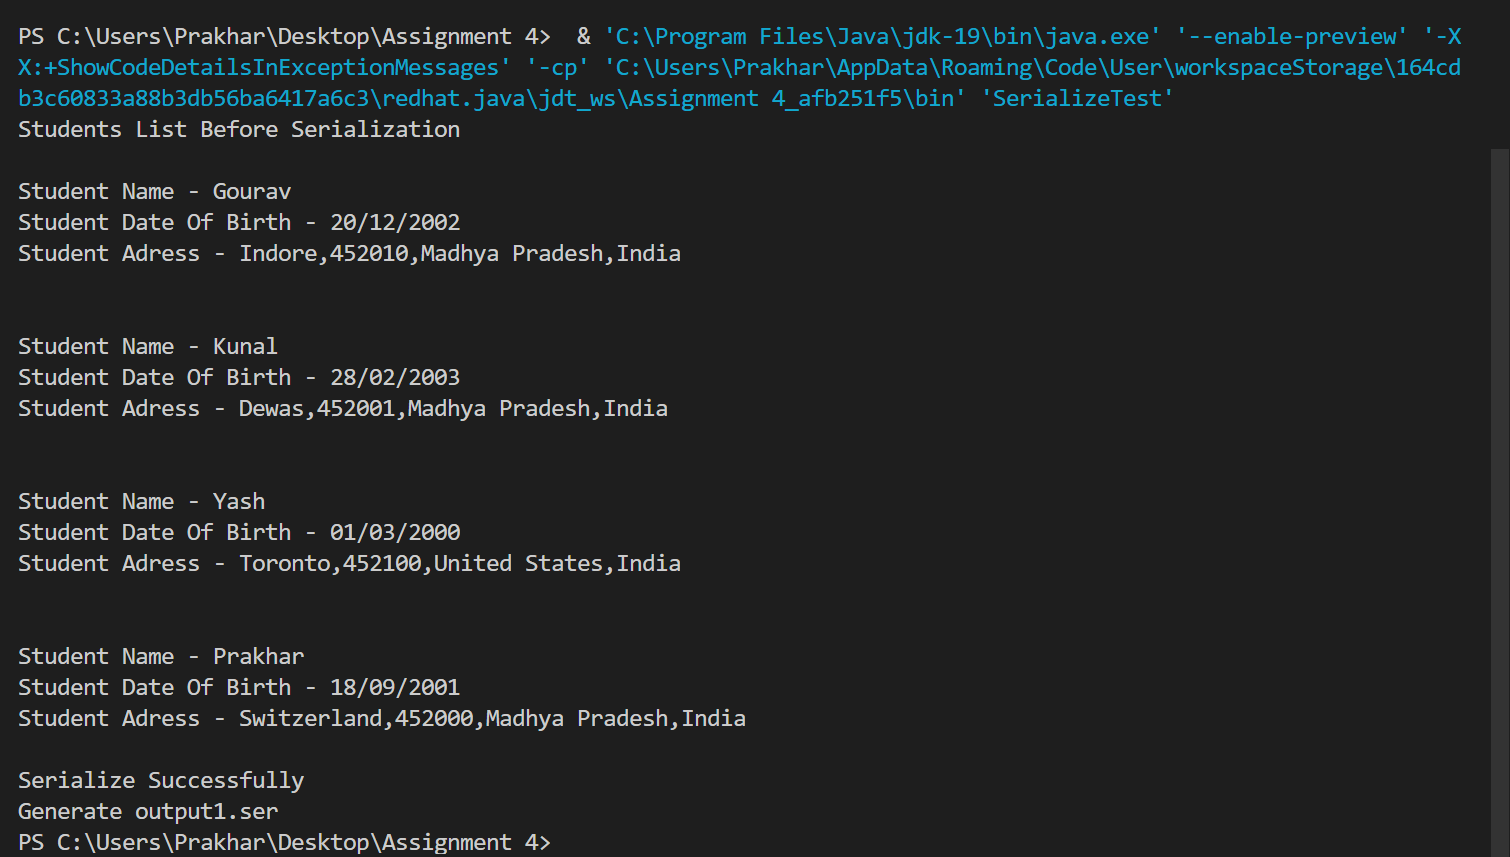 PS C:\Users\Prakhar\Desktop\Assignment 4>  & 'C:\Program Files\Java\jdk-19\bin\java.exe' '--enable-preview' '-X
X:+ShowCodeDetailsInExceptionMessages' '-cp' 'C:\Users\Prakhar\AppData\Roaming\Code\User\workspaceStorage\164cd
b3c60833a88b3db56ba6417a6c3\redhat.java\jdt_ws\Assignment 4_afb251f5\bin' 'SerializeTest'
Students List Before Serialization
Student Name - Gourav
Student Date Of Birth - 20/12/2002
Student Adress - Indore,452010,Madhya Pradesh,India
Student Name - Kunal
Student Date Of Birth - 28/02/2003
Student Adress - Dewas,452001,Madhya Pradesh,India
Student Name - Yash
Student Date Of Birth - 01/03/2000
Student Adress - Toronto,452100,United States,India
Student Name - Prakhar
Student Date Of Birth - 18/09/2001
Student Adress - Switzerland,452000,Madhya Pradesh,India
Serialize Successfully
Generate output1.ser
PS C:\Users\Prakhar\Desktop\Assignment 4>